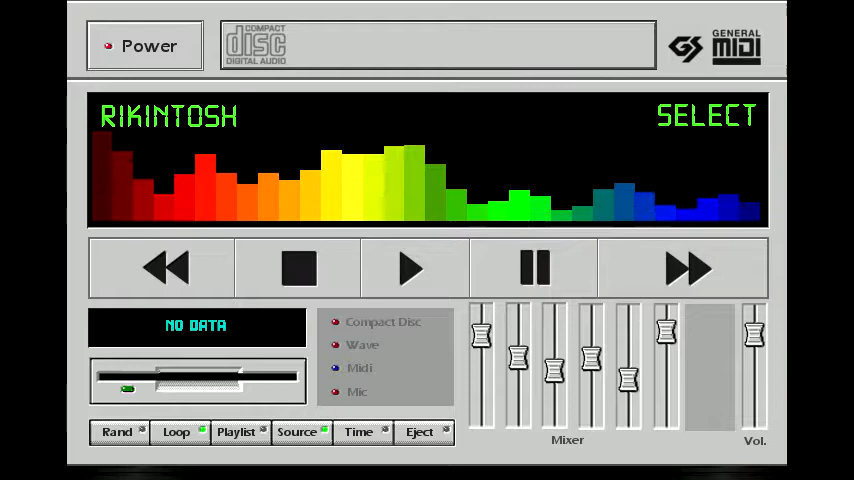 Power
COMPACT
disc
DIGITAL AUDIO
GS
GENERAL
MIDI
RIKINTOSH
SELECT
NO DATA
Compact Disc
Wave
Midi
Mic
Rand
Loop
Playlist
Source
Time
Eject
Mixer
Vol.